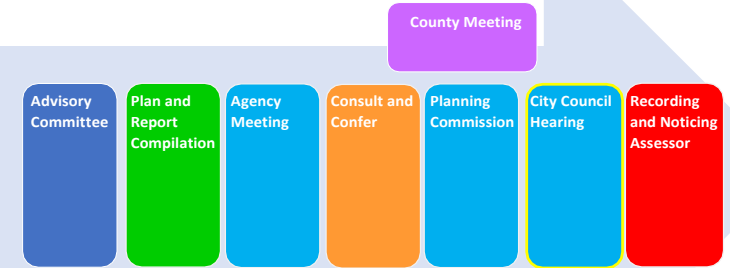 County Meeting
Advisory
Committee
Plan and
Report
Compilation
Agency
Meeting
Consult and
Confer
Planning
Commission
City Council
Hearing
Recording
and Noticing
Assessor